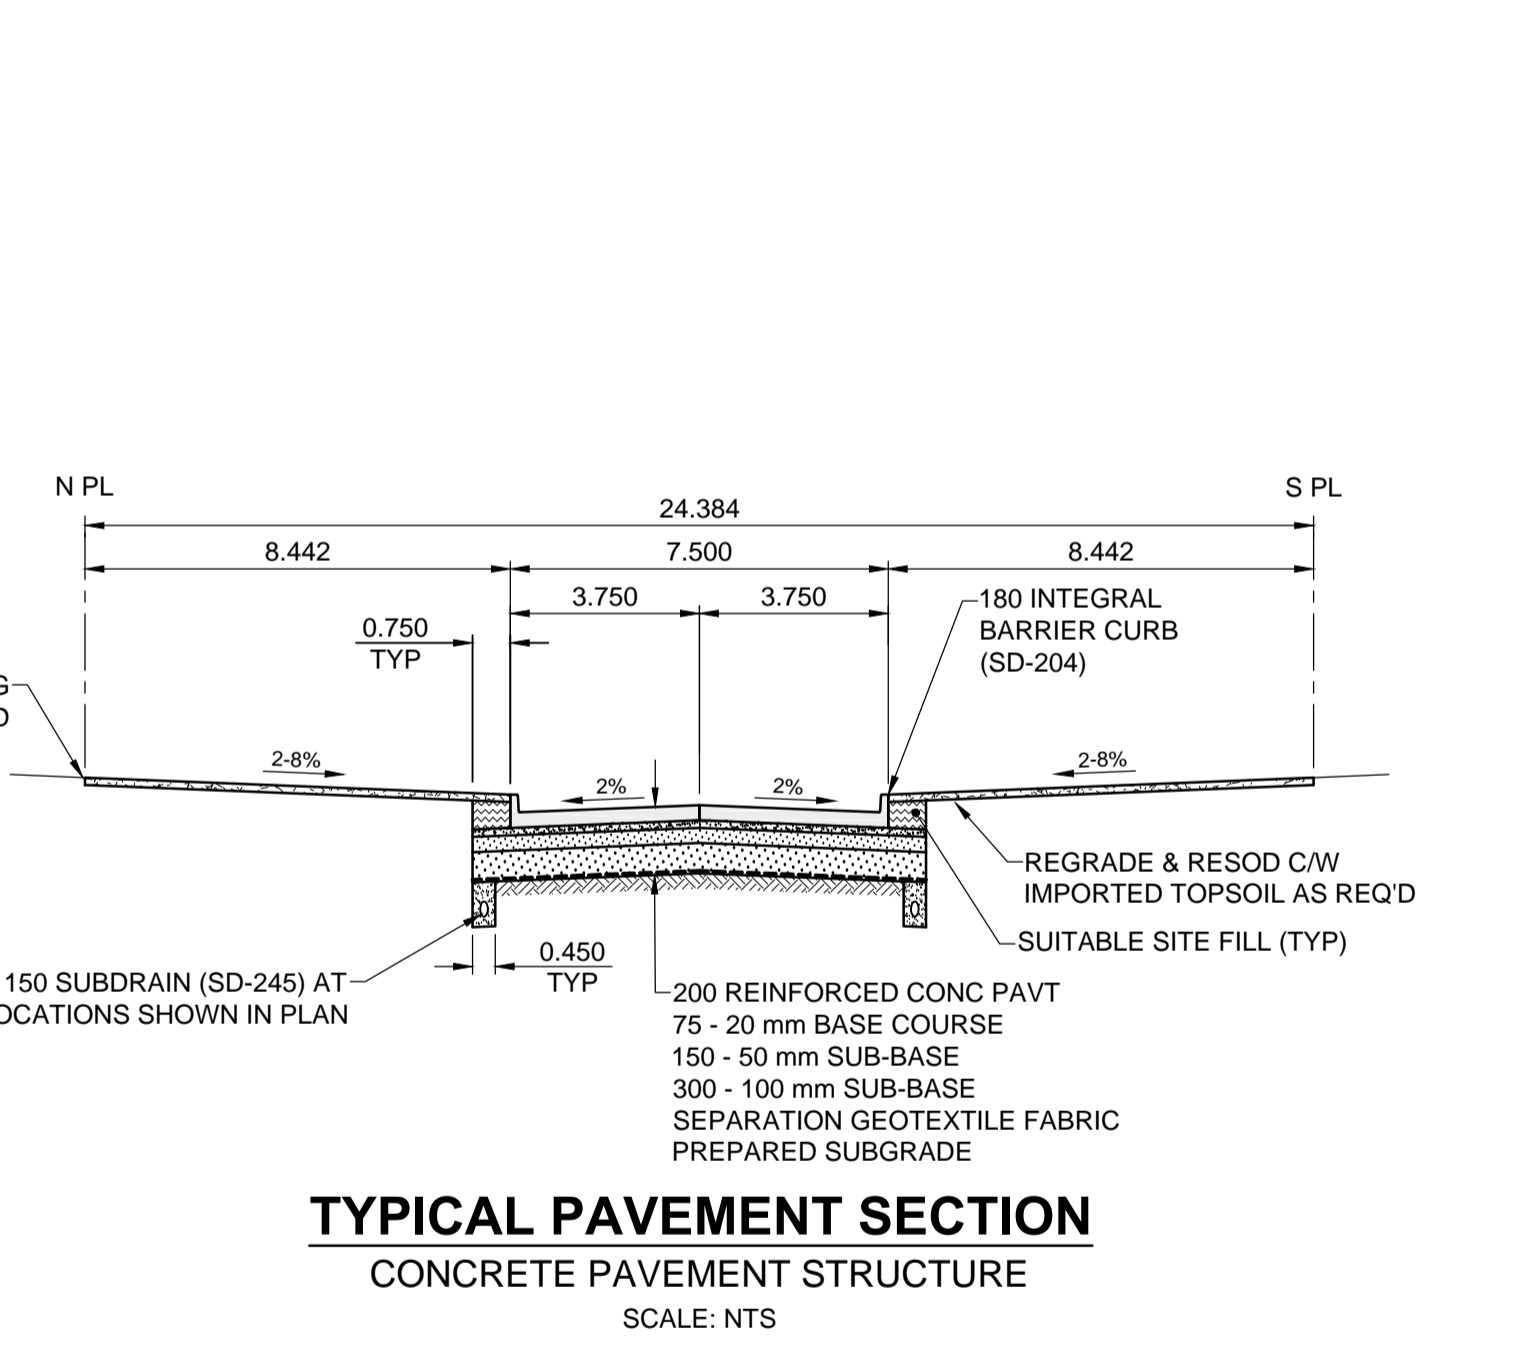 N PL
S PL
24.384
8.442
7.500
8.442
3.750
3.750
0.750
TYP
180 INTEGRAL
BARRIER CURB
(SD-204)
G
D
2-8%
2%
2%
2-8%
REGRADE & RESOD C/W
IMPORTED TOPSOIL AS REQ'D
SUITABLE SITE FILL (TYP)
0.450
TYP
150 SUBDRAIN (SD-245) AT
OCATIONS SHOWN IN PLAN
200 REINFORCED CONC PAVT
75 - 20 mm BASE COURSE
150 - 50 mm SUB-BASE
300 - 100 mm SUB-BASE
SEPARATION GEOTEXTILE FABRIC
PREPARED SUBGRADE
TYPICAL PAVEMENT SECTION
CONCRETE PAVEMENT STRUCTURE
SCALE: NTS